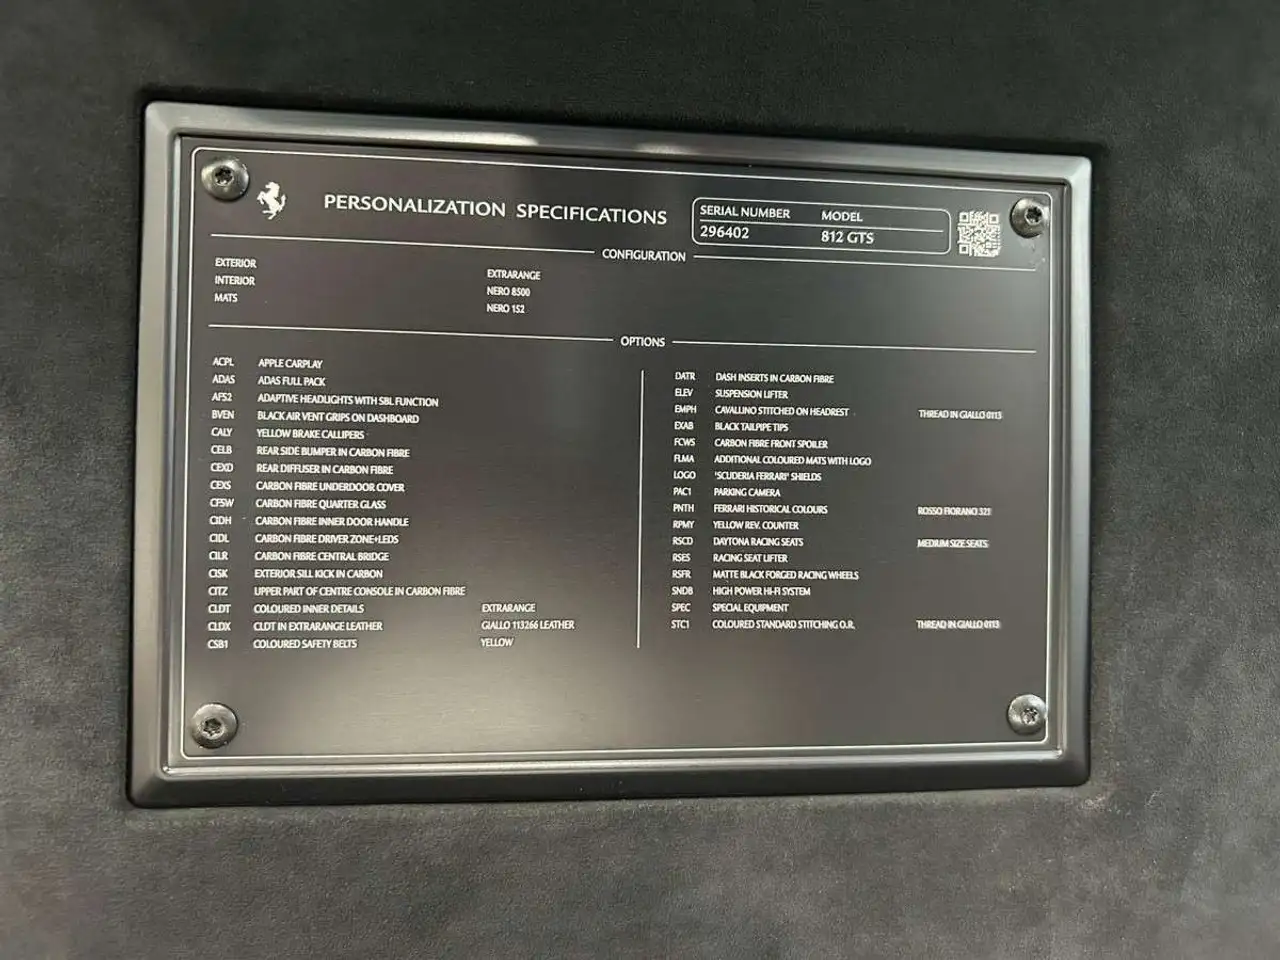 PERSONALIZATION SPECIFICATIONS
SERIAL NUMBER MODEL
296402 812 GTS
CONFIGURATION
EXTERIOR EXTRARANGE
INTERIOR NERO 8500
MATS NERO 152
OPTIONS
ACPL APPLE CARPLAY
ADAS ADAS FULL PACK
AFS2 ADAPTIVE HEADLIGHTS WITH SBL FUNCTION
BVEN BLACK AIR VENT GRIPS ON DASHBOARD
CALY YELLOW BRAKE CALLIPERS
CELB REAR SIDE BUMPER IN CARBON FIBRE
CEXD REAR DIFFUSER IN CARBON FIBRE
CEXS CARBON FIBRE UNDERDOOR COVER
CFSW CARBON FIBRE QUARTER GLASS
CIDH CARBON FIBRE INNER DOOR HANDLE
CIDL CARBON FIBRE DRIVER ZONE+LEDS
CILR CARBON FIBRE CENTRAL BRIDGE
CISK EXTERIOR SILL KICK IN CARBON
CITZ UPPER PART OF CENTRE CONSOLE IN CARBON FIBRE
CLDT COLOURED INNER DETAILS EXTRARANGE
CLDX CLDT IN EXTRARANGE LEATHER GIALLO 113266 LEATHER
CSB1 COLOURED SAFETY BELTS YELLOW
DATR DASH INSERTS IN CARBON FIBRE
ELEV SUSPENSION LIFTER
EMPH CAVALLINO STITCHED ON HEADREST THREAD IN GIALLO 0113
EXAB BLACK TAILPIPE TIPS
FCWS CARBON FIBRE FRONT SPOILER
FLMA ADDITIONAL COLOURED MATS WITH LOGO
LOGO "SCUDERIA FERRARI" SHIELDS
PAC1 PARKING CAMERA
PNTH FERRARI HISTORICAL COLOURS ROSSO FIORANO 321
RPMY YELLOW REV. COUNTER
RSCD DAYTONA RACING SEATS MEDIUM SIZE SEATS
RSES RACING SEAT LIFTER
RSFR MATTE BLACK FORGED RACING WHEELS
SNDB HIGH POWER HI-FI SYSTEM
SPEC SPECIAL EQUIPMENT
STC1 COLOURED STANDARD STITCHING O.R. THREAD IN GIALLO 0113